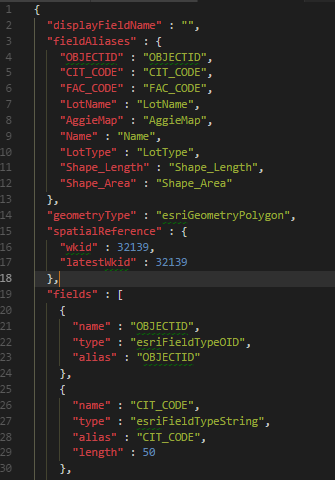 1 {
2 "displayFieldName" : "",
3 "fieldAliases" : {
4 "OBJECTID" : "OBJECTID",
5 "CIT_CODE" : "CIT_CODE",
6 "FAC_CODE" : "FAC_CODE",
7 "LotName" : "LotName",
8 "AggieMap" : "AggieMap",
9 "Name" : "Name",
10 "LotType" : "LotType",
11 "Shape_Length" : "Shape_Length",
12 "Shape_Area" : "Shape_Area"
13 },
14 "geometryType" : "esriGeometryPolygon",
15 "spatialReference" : {
16 "wkid" : 32139,
17 "latestWkid" : 32139
18 },
19 "fields" : [
20 {
21 "name" : "OBJECTID",
22 "type" : "esriFieldTypeOID",
23 "alias" : "OBJECTID"
24 },
25 {
26 "name" : "CIT_CODE",
27 "type" : "esriFieldTypeString",
28 "alias" : "CIT_CODE",
29 "length" : 50
30 },